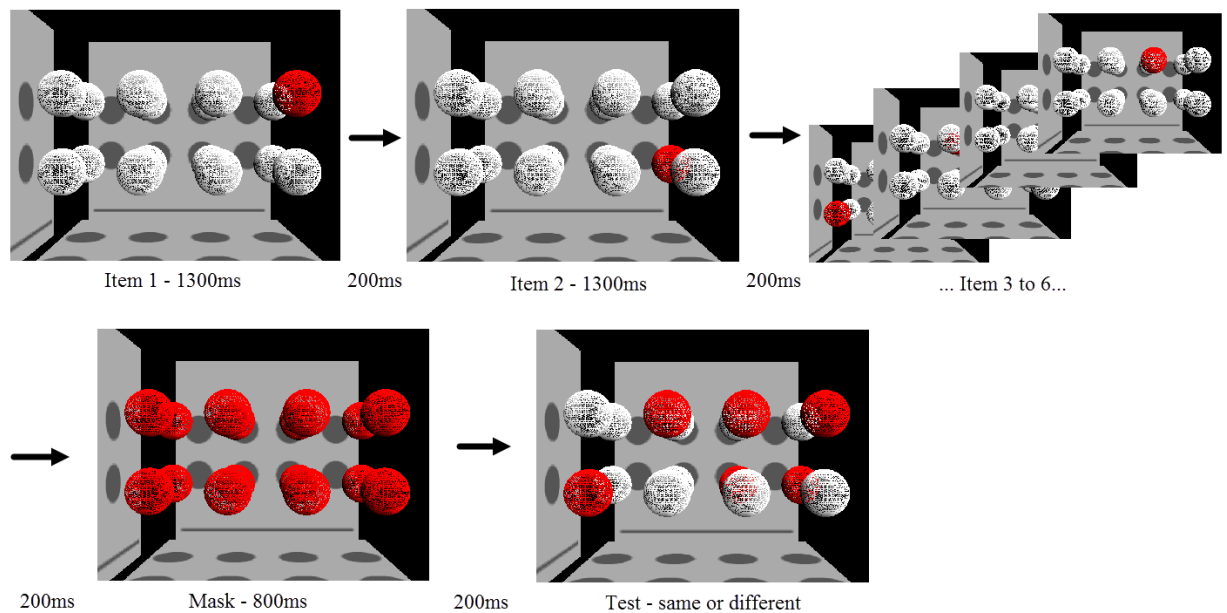 Item 1 - 1300ms
200ms
Item 2 - 1300ms
200ms
... Item 3 to 6...
200ms
Mask - 800ms
200ms
Test - same or different